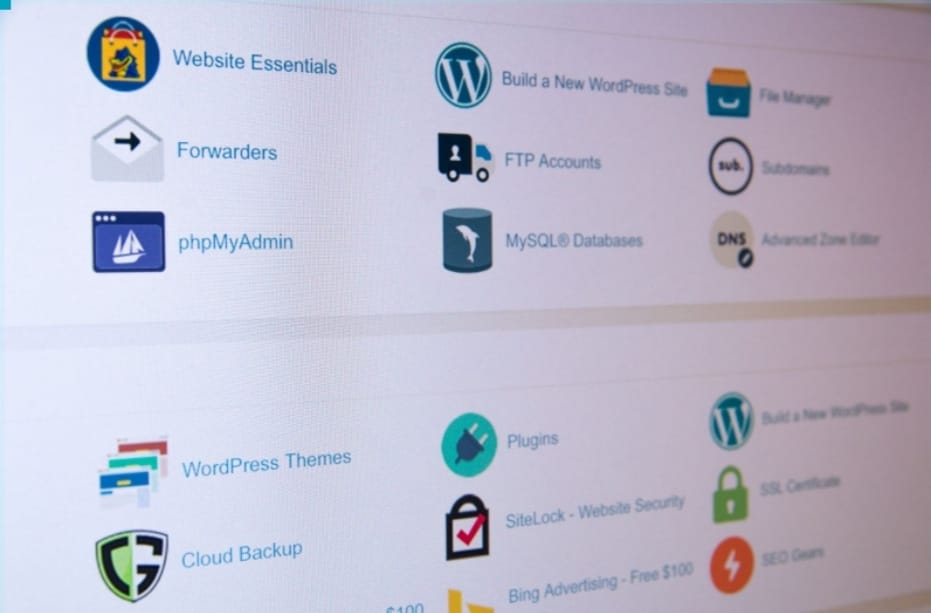 Website Essentials
Build a New WordPress Site
File Manager
Forwarders
FTP Accounts
sub.
Subdomains
phpMyAdmin
MySQL® Databases
DNS
Advanced Zone Editor
WordPress Themes
Plugins
Build a New WordPress Site
Cloud Backup
SiteLock - Website Security
SSL Certificate
$100
Bing Advertising - Free $100
SEO Gears